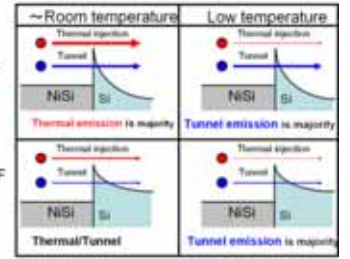 ~Room temperature
Low temperature
Thermal injection
Tunnel
NiSi
Si
Thermal emission is majority
Thermal injection
Tunnel
NiSi
Si
Tunnel emission is majority
Thermal injection
Tunnel
NiSi
Si
Thermal/Tunnel
Thermal injection
Tunnel
NiSi
Si
Tunnel emission is majority